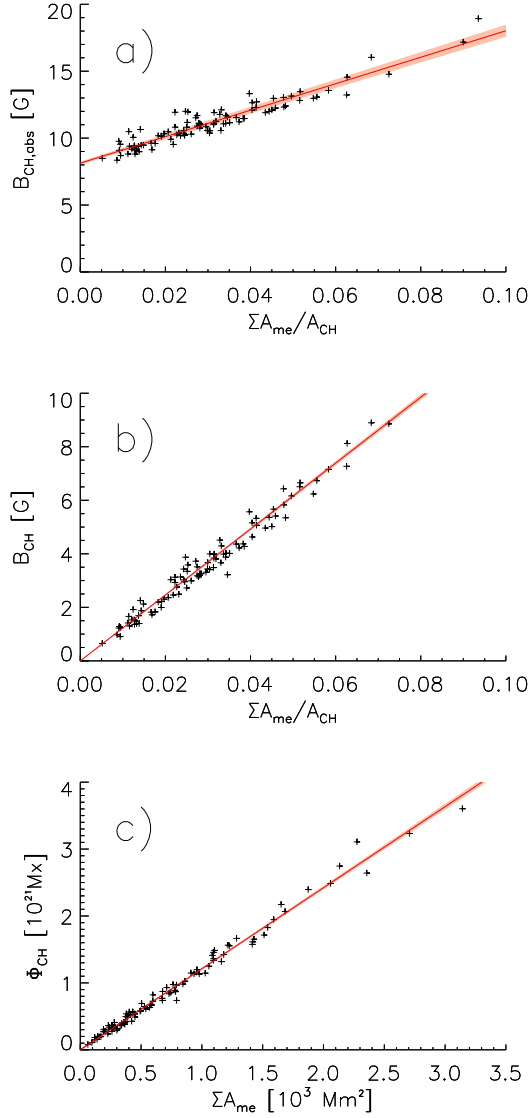 a)
B_CH,abs [G]
20
15
10
5
0
0.00 0.02 0.04 0.06 0.08 0.10
ΣA_me/A_CH
b)
B_CH [G]
10
8
6
4
2
0
0.00 0.02 0.04 0.06 0.08 0.10
ΣA_me/A_CH
c)
Φ_CH [10²¹Mx]
4
3
2
1
0
0.0 0.5 1.0 1.5 2.0 2.5 3.0 3.5
ΣA_me [10³ Mm²]